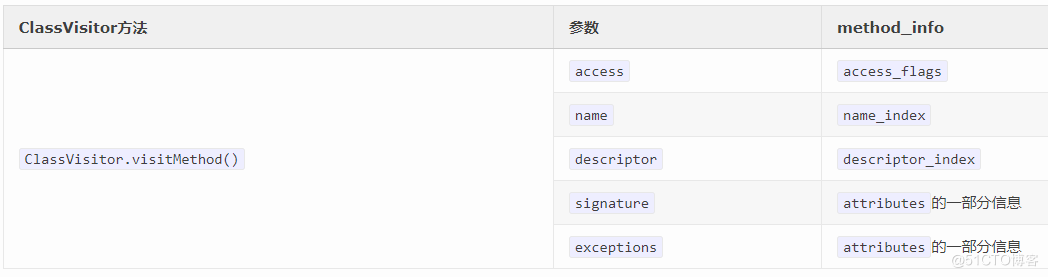 ClassVisitor方法 参数 method_info
access access_flags
name name_index
ClassVisitor.visitMethod() descriptor descriptor_index
signature attributes的一部分信息
exceptions attributes的一部分信息
@51CTO博客